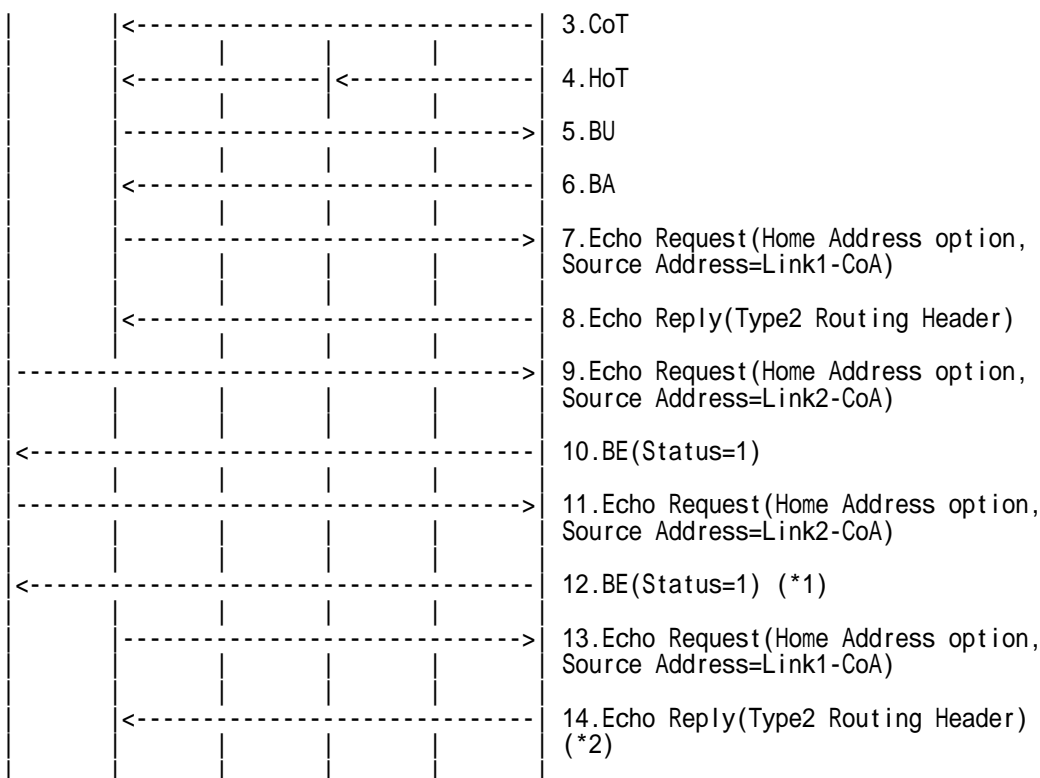 3.CoT
4.HoT
5.BU
6.BA
7.Echo Request(Home Address option,
Source Address=Link1-CoA)
8.Echo Reply(Type2 Routing Header)
9.Echo Request(Home Address option,
Source Address=Link2-CoA)
10.BE(Status=1)
11.Echo Request(Home Address option,
Source Address=Link2-CoA)
12.BE(Status=1) (*1)
13.Echo Request(Home Address option,
Source Address=Link1-CoA)
14.Echo Reply(Type2 Routing Header)
(*2)